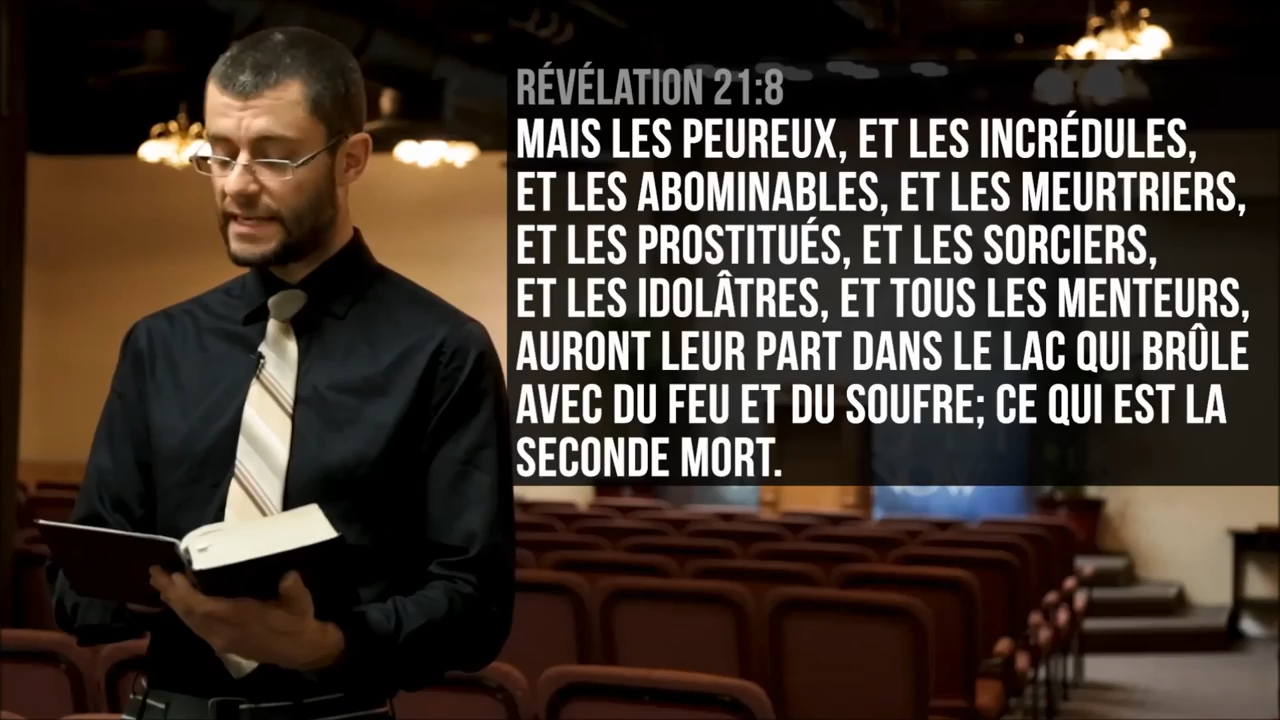 RÉVÉLATION 21:8
MAIS LES PEUREUX, ET LES INCRÉDULES,
ET LES ABOMINABLES, ET LES MEURTRIERS,
ET LES PROSTITUÉS, ET LES SORCIERS,
ET LES IDOLÂTRES, ET TOUS LES MENTEURS,
AURONT LEUR PART DANS LE LAC QUI BRÛLE
AVEC DU FEU ET DU SOUFRE; CE QUI EST LA
SECONDE MORT.